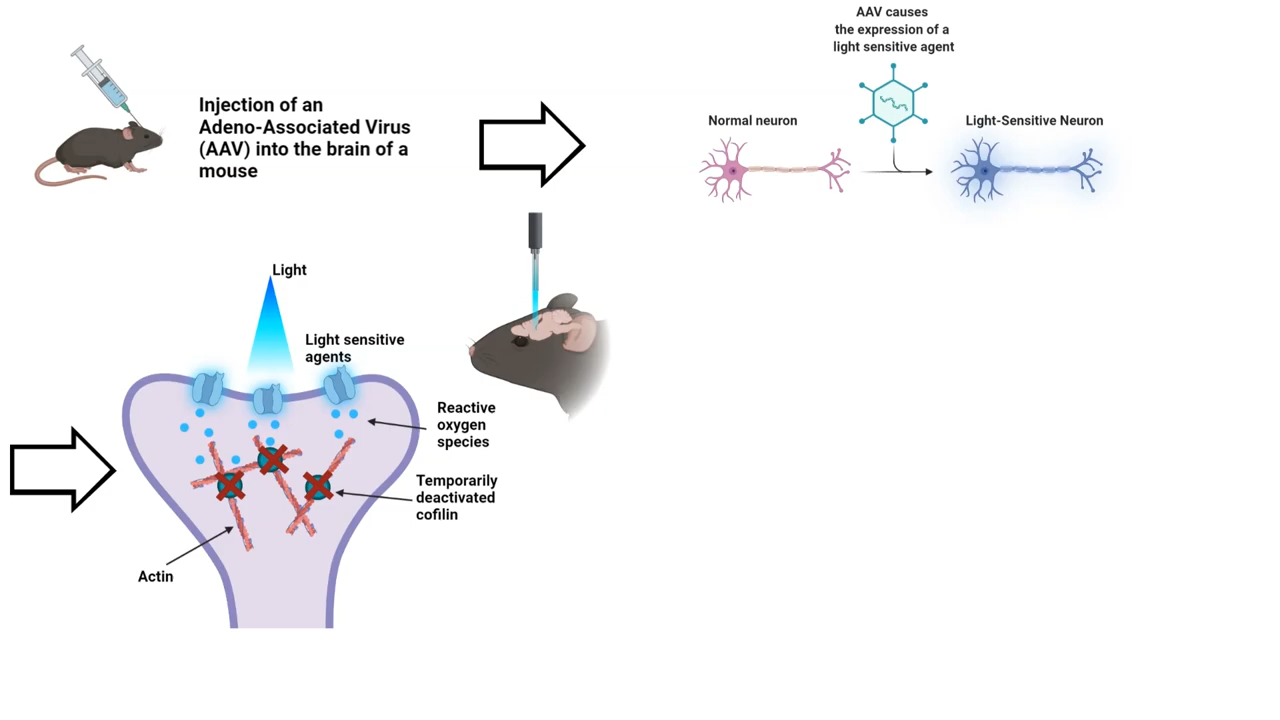 Injection of an
Adeno-Associated Virus
(AAV) into the brain of a
mouse
AAV causes
the expression of a
light sensitive agent
Normal neuron
Light-Sensitive Neuron
Light
Light sensitive
agents
Reactive
oxygen
species
Temporarily
deactivated
cofilin
Actin